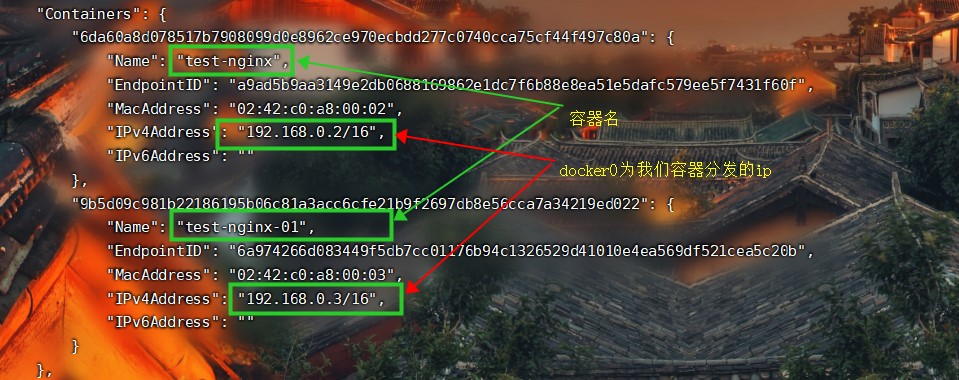 "Containers": {
"6da60a8d078517b7908099d0e8962ce970ecbdd277c0740cca75cf44f497c80a": {
"Name": "test-nginx",
"EndpointID": "a9ad5b9aa3149e2db0688169862e1dc7f6b88e8ea51e5dafc579ee5f7431f60f",
"MacAddress": "02:42:c0:a8:00:02",
容器名
"IPv4Address": "192.168.0.2/16",
"IPv6Address": ""
docker0为我们容器分发的ip
},
"9b5d09c981b22186195b06c81a3acc6cfe21b9f2697db8e56cca7a34219ed022": {
"Name": "test-nginx-01",
"EndpointID": "6a974266d083449f5db7cc01176b94c1326529d41010e4ea569df521cea5c20b",
"MacAddress": "02:42:c0:a8:00:03",
"IPv4Address": "192.168.0.3/16",
"IPv6Address": ""
}
},